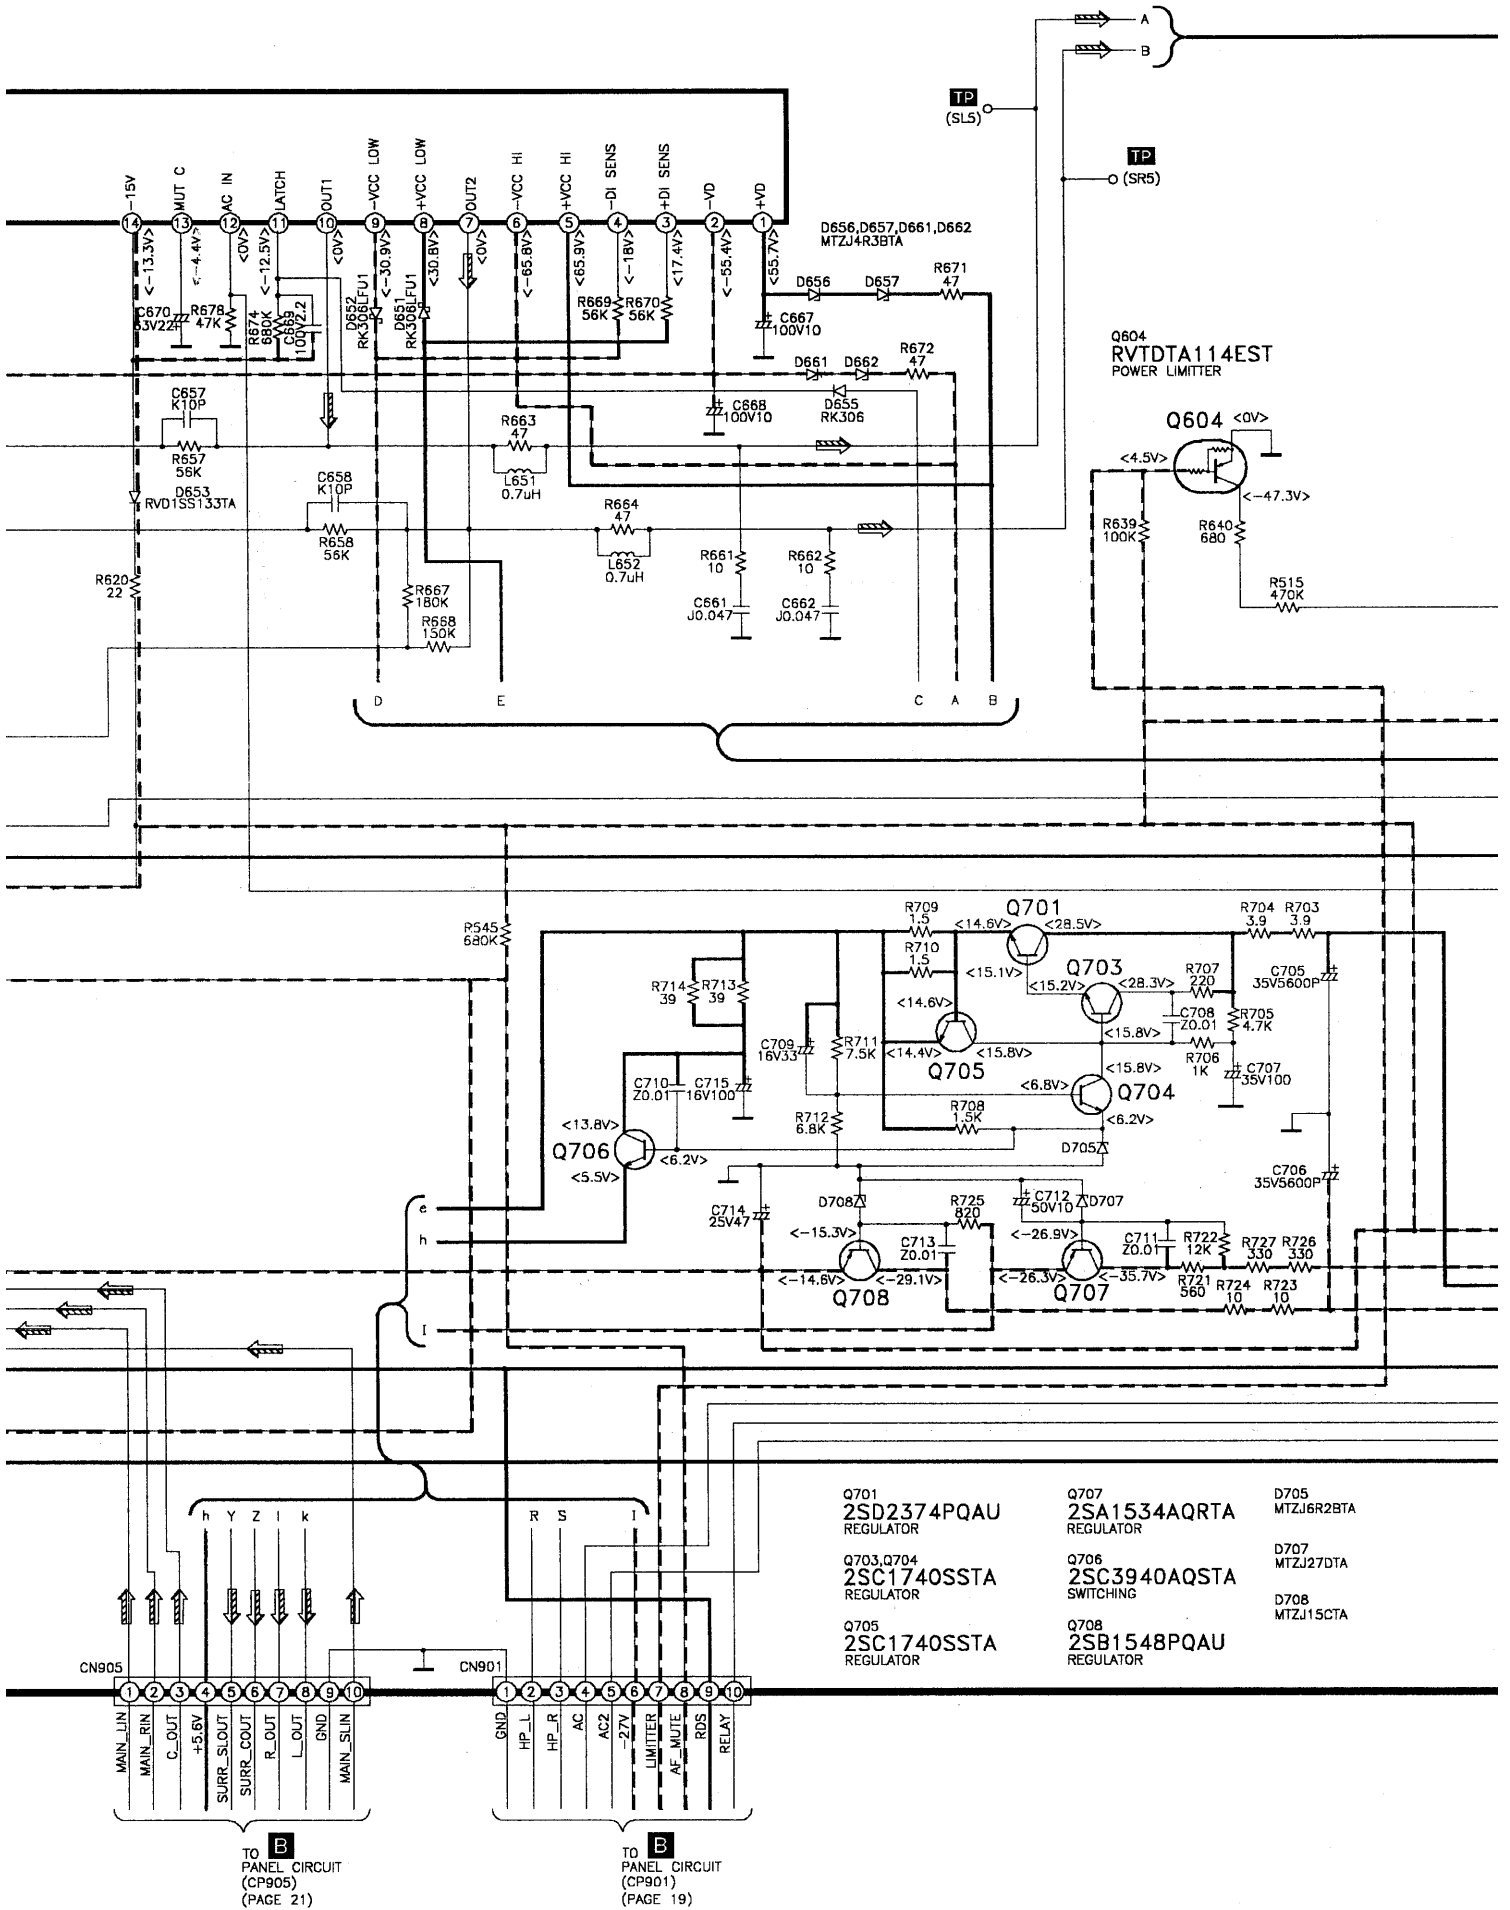 A
B
TP
(SL5)
TP
(SR5)
-15V
MUT C
AC IN
LATCH
OUT1
-VCC LOW
+VCC LOW
OUT2
-VCC HI
+VCC HI
-DI SENS
+DI SENS
-VD
+VD
14 13 12 11 10 9 8 7 6 5 4 3 2 1
<-13.3V>
<-4.4V>
<0V>
<-12.5V>
<0V>
<-30.9V>
<30.8V>
<0V>
<-65.8V>
<65.9V>
<-18V>
<17.4V>
<-55.4V>
<55.7V>
D656,D657,D661,D662
MTZJ4R3BTA
D656 D657 R671
47
C670
63V22
R678
47K
R674
680K
C669
100V2.2
D652
RK306LFU1
D651
RK306LFU1
R669
56K
R670
56K
C667
100V10
D661 D662 R672
47
C668
100V10
D655
RK306
Q604
RVTDTA114EST
POWER LIMITTER
Q604 <0V>
<4.5V>
<-47.3V>
C657
K10P
R657
56K
R663
47
L651
0.7uH
D653
RVD1SS133TA
C658
K10P
R658
56K
R664
47
L652
0.7uH
R639
100K
R640
680
R661
10
R662
10
R620
22
R667
180K
R515
470K
C661
J0.047
C662
J0.047
R668
150K
D E C A B
R545
680K
R709
1.5
<14.6V>
Q701
<28.5V>
R704
3.9
R703
3.9
R710
1.5
<15.1V>
Q703
<15.2V>
<28.3V>
R707
220
C705
35V5600P
R714
39
R713
39
<14.6V>
C708
Z0.01
R705
4.7K
C709
16V33
R711
7.5K
<14.4V>
<15.8V>
<15.8V>
R706
1K
Q705
<15.8V>
C707
35V100
C710
Z0.01
C715
16V100
<6.8V>
Q704
R708
1.5K
<6.2V>
R712
6.8K
<13.8V>
Q706
<6.2V>
<5.5V>
D705
C706
35V5600P
C714
25V47
D708
R725
820
C712
50V10
D707
e
h
I
<-15.3V>
C713
Z0.01
<-26.9V>
C711
Z0.01
R722
12K
R727
330
R726
330
<-14.6V>
<-29.1V>
Q708
<-26.3V>
<-35.7V>
Q707
R721
560
R724
10
R723
10
Q701
2SD2374PQAU
REGULATOR
Q707
2SA1534AQRTA
REGULATOR
D705
MTZJ6R2BTA
Q703,Q704
2SC1740SSTA
REGULATOR
Q706
2SC3940AQSTA
SWITCHING
D707
MTZJ27DTA
Q705
2SC1740SSTA
REGULATOR
Q708
2SB1548PQAU
REGULATOR
D708
MTZJ15CTA
h Y Z l k
R S I
CN905
1 2 3 4 5 6 7 8 9 10
CN901
1 2 3 4 5 6 7 8 9 10
MAIN_LIN
MAIN_RIN
C_OUT
+5.6V
SURR_SLOUT
SURR_COUT
R_OUT
L_OUT
GND
MAIN_SLIN
GND
HP_L
HP_R
AC
AC2
-27V
LIMITTER
AF_MUTE
RDS
RELAY
TO B
PANEL CIRCUIT
(CP905)
(PAGE 21)
TO B
PANEL CIRCUIT
(CP901)
(PAGE 19)